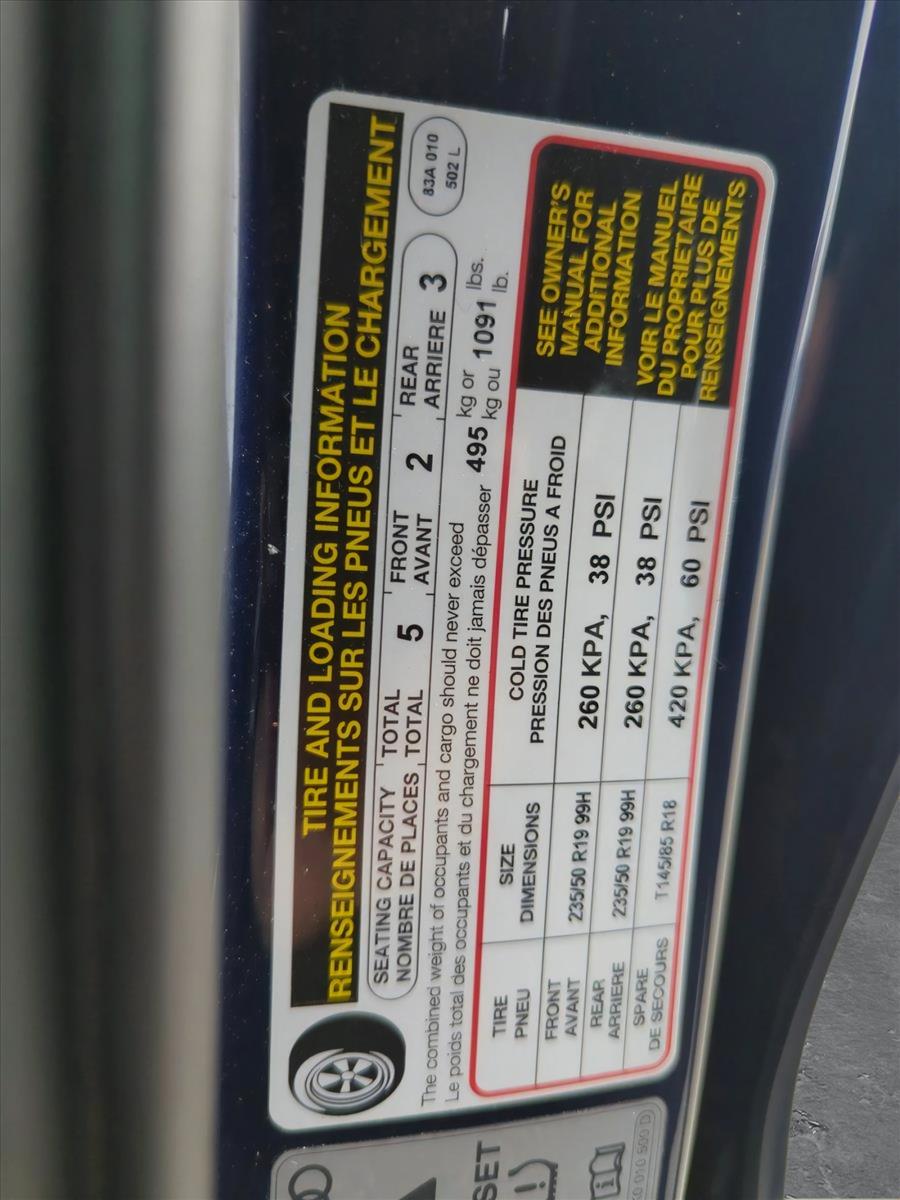 TIRE AND LOADING INFORMATION
RENSEIGNEMENTS SUR LES PNEUS ET LE CHARGEMENT
SEATING CAPACITY TOTAL 5 FRONT 2 REAR 3
NOMBRE DE PLACES TOTAL AVANT ARRIERE
83A 010
502 L
The combined weight of occupants and cargo should never exceed 495 kg or 1091 lbs.
Le poids total des occupants et du chargement ne doit jamais dépasser kg ou lb.
TIRE SIZE COLD TIRE PRESSURE
PNEU DIMENSIONS PRESSION DES PNEUS A FROID
FRONT 235/50 R19 99H 260 KPA, 38 PSI
AVANT
REAR 235/50 R19 99H 260 KPA, 38 PSI
ARRIERE
SPARE T145/85 R18 420 KPA, 60 PSI
DE SECOURS
SEE OWNER'S
MANUAL FOR
ADDITIONAL
INFORMATION
VOIR LE MANUEL
DU PROPRIETAIRE
POUR PLUS DE
RENSEIGNEMENTS
SET